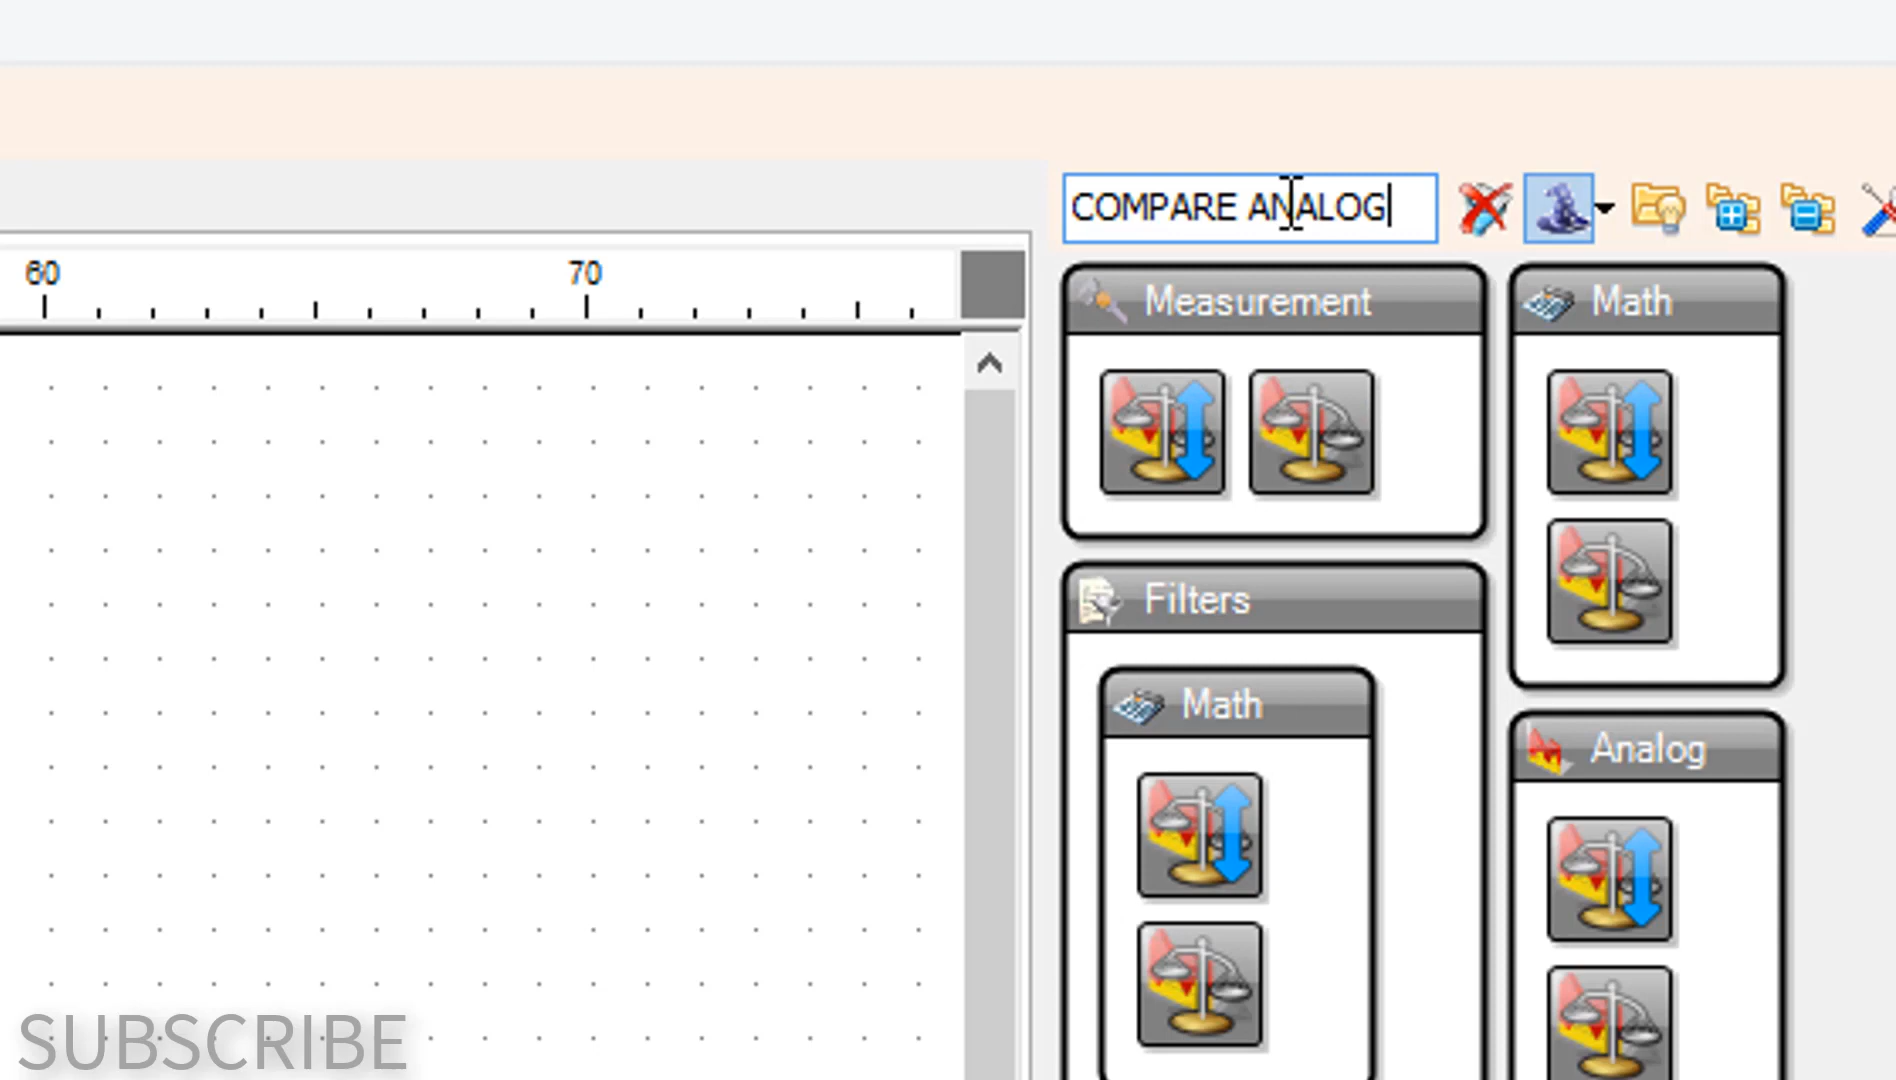 COMPARE ANALOG
60
70
Measurement
Math
Filters
Math
Analog
SUBSCRIBE